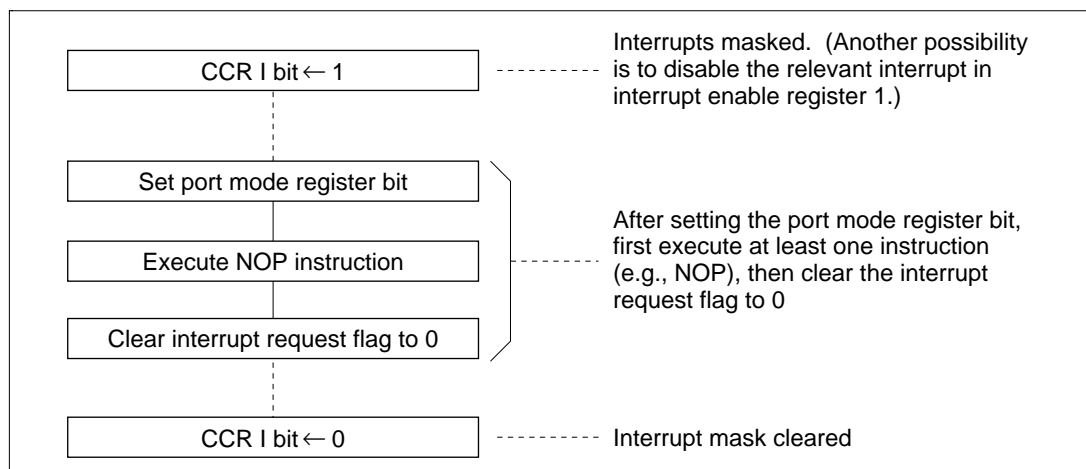 CCR I bit ← 1
Interrupts masked. (Another possibility
is to disable the relevant interrupt in
interrupt enable register 1.)
Set port mode register bit
Execute NOP instruction
Clear interrupt request flag to 0
After setting the port mode register bit,
first execute at least one instruction
(e.g., NOP), then clear the interrupt
request flag to 0
CCR I bit ← 0
Interrupt mask cleared